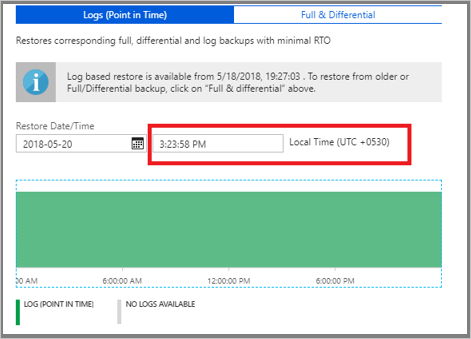 Logs (Point in Time) Full & Differential
Restores corresponding full, differential and log backups with minimal RTO
Log based restore is available from 5/18/2018, 19:27:03 . To restore from older or
Full/Differential backup, click on "Full & differential" above.
Restore Date/Time
2018-05-20 3:23:58 PM Local Time (UTC +0530)
00 AM 6:00:00 AM 12:00:00 PM 6:00:00 PM
LOG (POINT IN TIME) NO LOGS AVAILABLE